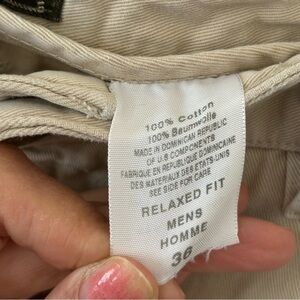 100% Cotton
100% Baumwolle
MADE IN DOMINICAN REPUBLIC
OF U.S COMPONENTS
FABRIQUE EN REPUBLIQUE DOMINICAINE
DES MATERIAUX DES ETATS-UNIS
SEE SIDE FOR CARE
RELAXED FIT
MENS
HOMME
36